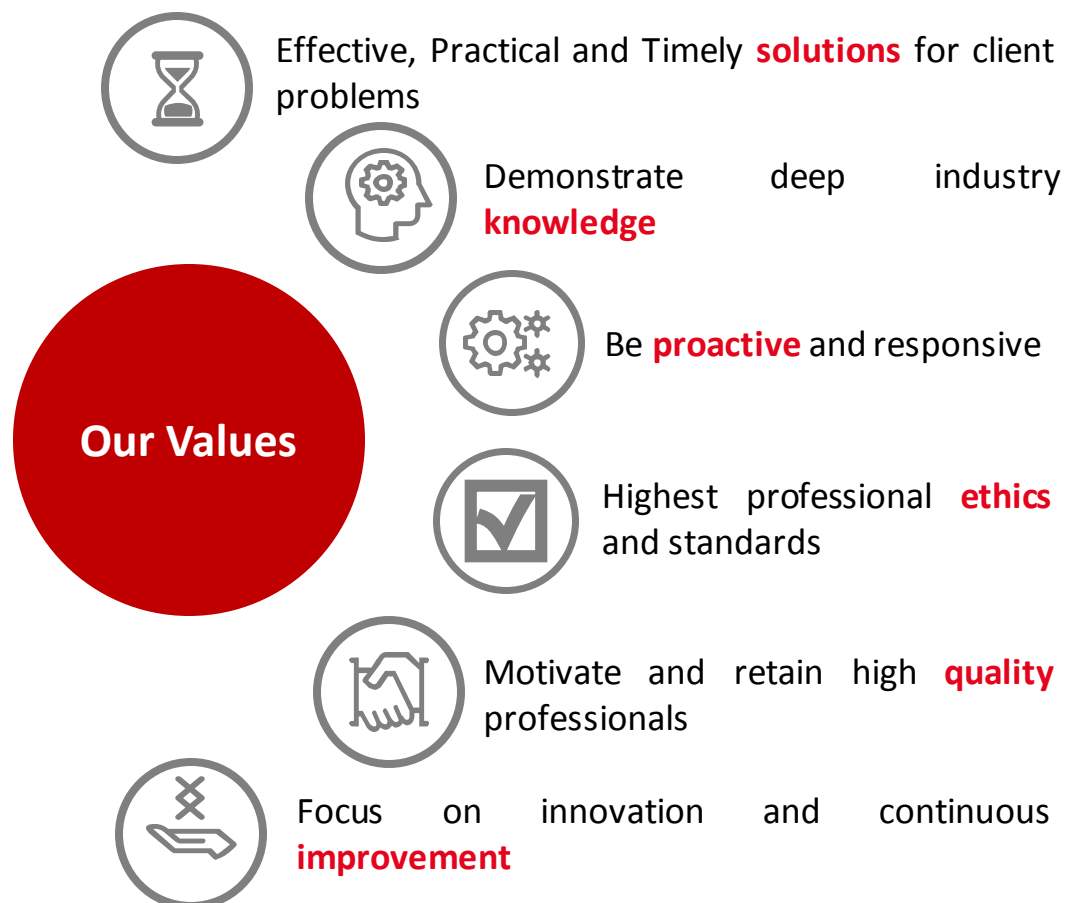 Effective, Practical and Timely solutions for client
problems
Demonstrate deep industry
knowledge
Be proactive and responsive
Our Values
Highest professional ethics
and standards
Motivate and retain high quality
professionals
Focus on innovation and continuous
improvement